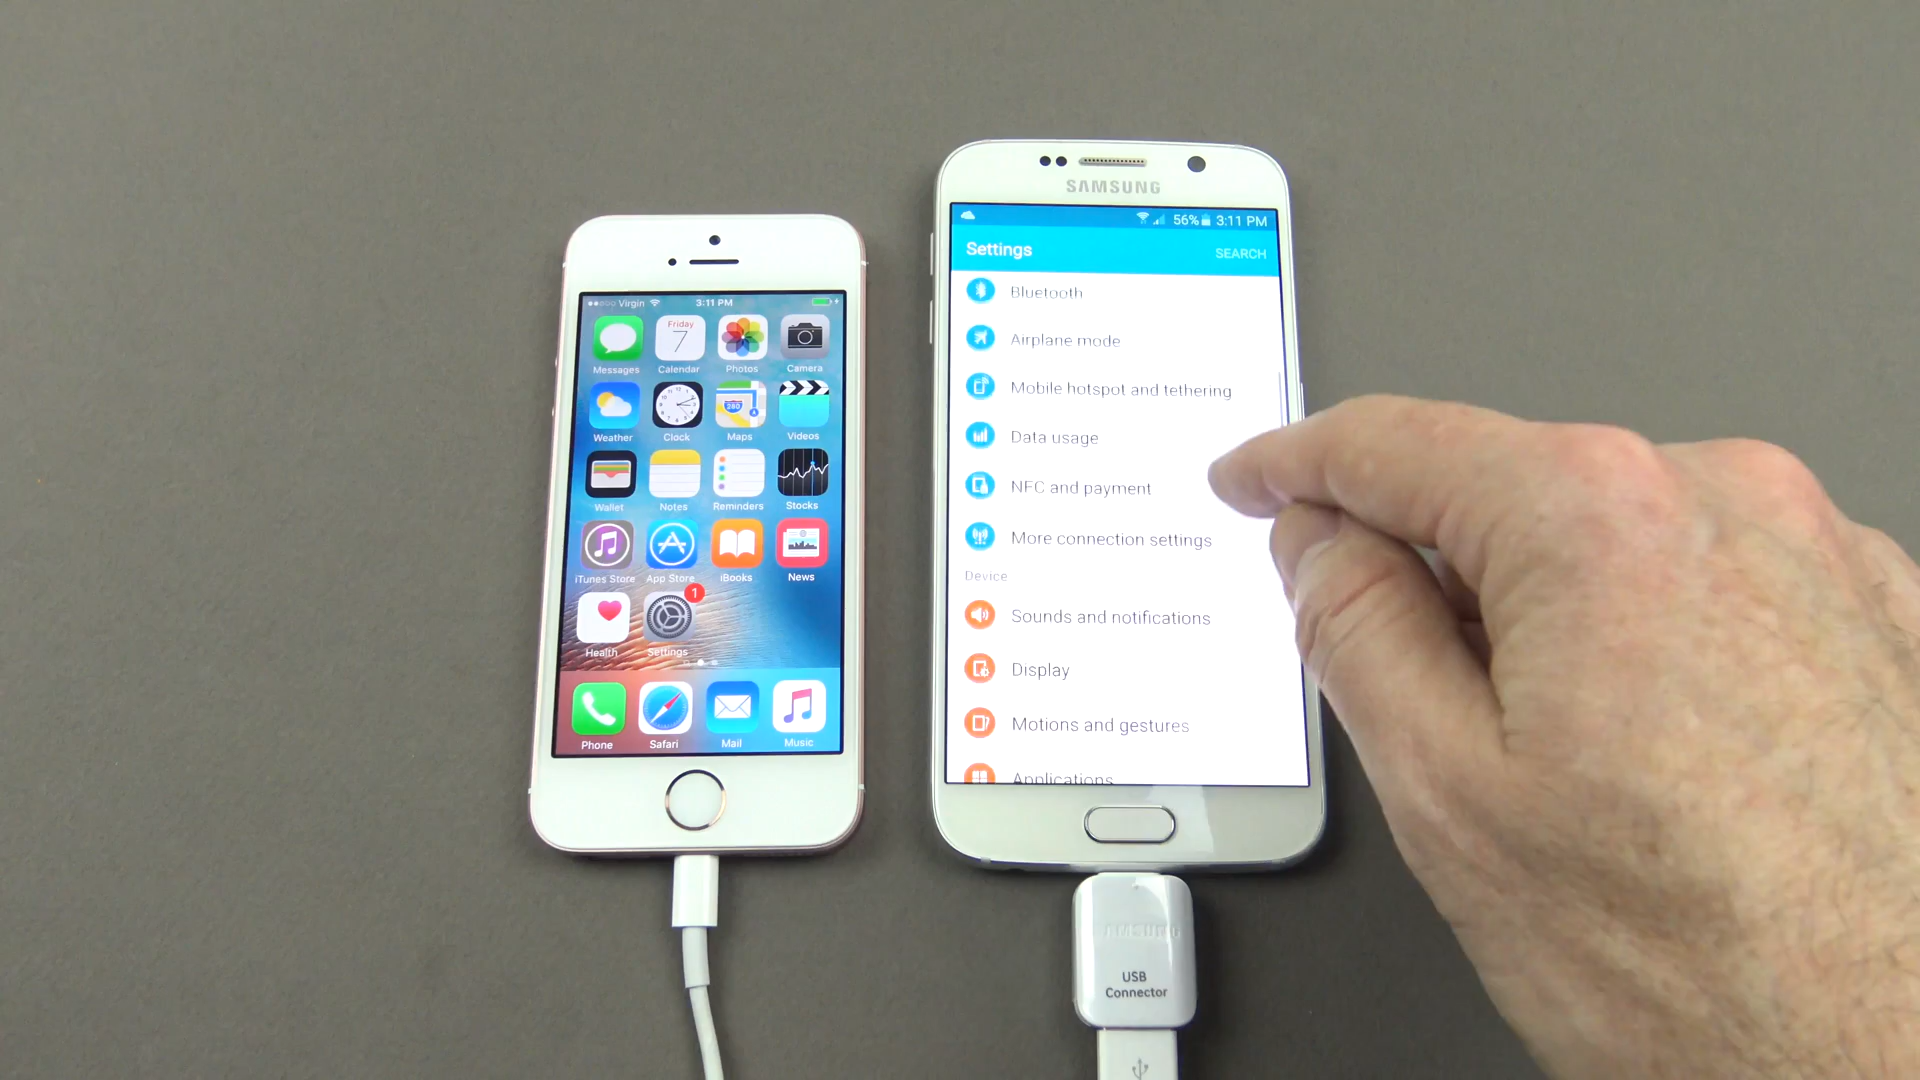 Virgin
3:11 PM
Friday
7
Messages
Calendar
Photos
Camera
280
Weather
Clock
Maps
Videos
Wallet
Notes
Reminders
Stocks
iTunes Store
App Store
iBooks
News
1
Health
Settings
Phone
Safari
Mail
Music
SAMSUNG
56% 3:11 PM
Settings
SEARCH
Bluetooth
Airplane mode
Mobile hotspot and tethering
Data usage
NFC and payment
More connection settings
Device
Sounds and notifications
Display
Motions and gestures
Applications
SAMSUNG
USB
Connector